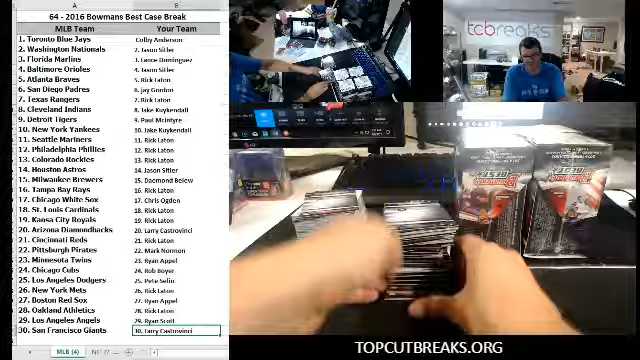 64 - 2016 Bowmans Best Case Break
A B
MLB Team Your Team
1. Toronto Blue Jays Colby Anderson
2. Washington Nationals 2. Jason Sitler
3. Florida Marlins 3. Lance Dominguez
4. Baltimore Orioles 4. Jason Sitler
5. Atlanta Braves 5. Rick Laton
6. San Diego Padres 6. jay Gordon
7. Texas Rangers 7. Rick Laton
8. Cleveland Indians 8. Jake Kuykendall
9. Detroit Tigers 9. Paul McIntyre
10. New York Yankees 10. Jake Kuykendall
11. Seattle Mariners 11. Rick Laton
12. Philadelphia Phillies 12. Rick Laton
13. Colorado Rockies 13. Rick Laton
14. Houston Astros 14. Jason Sitler
15. Milwaukee Brewers 15. Daemond Below
16. Tampa Bay Rays 16. Rick Laton
17. Chicago White Sox 17. Chris Ogden
18. St. Louis Cardinals 18. Rick Laton
19. Kansa City Royals 19. Rick Laton
20. Arizona Diamondbacks 20. Larry Castrovinci
21. Cincinnati Reds 21. Rick Laton
22. Pittsburgh Pirates 22. Mark Nonnon
23. Minnesota Twins 23. Ryan Appel
24. Chicago Cubs 24. Rob Boyer
25. Los Angeles Dodgers 25. Pete Selio
26. New York Mets 26. Rick Laton
27. Boston Red Sox 27. Ryan Appel
28. Oakland Athletics 28. Rick Laton
29. Los Angeles Angels 29. Ryan Scott
30. San Francisco Giants 30. Larry Castrovinci
MLB (4)
tcbreaks
TOPCUTBREAKS.ORG